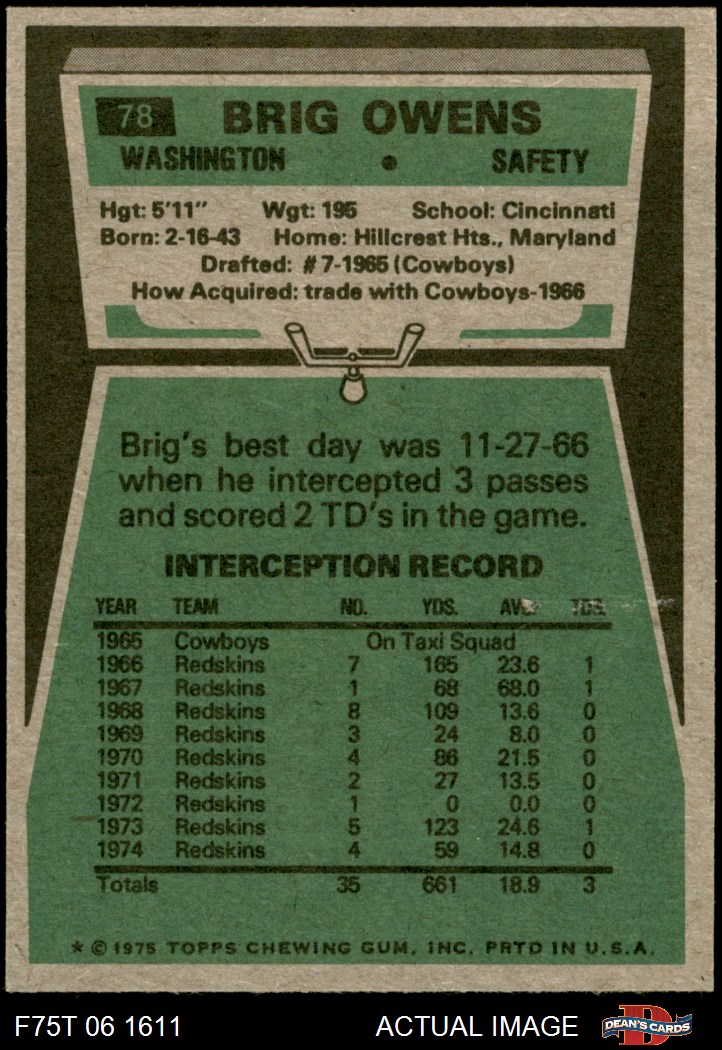 78 BRIG OWENS
WASHINGTON • SAFETY
Hgt: 5'11" Wgt: 195 School: Cincinnati
Born: 2-16-43 Home: Hillcrest Hts., Maryland
Drafted: #7-1965 (Cowboys)
How Acquired: trade with Cowboys-1966
Brig's best day was 11-27-66
when he intercepted 3 passes
and scored 2 TD's in the game.
INTERCEPTION RECORD
YEAR TEAM NO. YDS. AVG. TDS.
1965 Cowboys On Taxi Squad
1966 Redskins 7 165 23.6 1
1967 Redskins 1 68 68.0 1
1968 Redskins 8 109 13.6 0
1969 Redskins 3 24 8.0 0
1970 Redskins 4 86 21.5 0
1971 Redskins 2 27 13.5 0
1972 Redskins 1 0 0.0 0
1973 Redskins 5 123 24.6 1
1974 Redskins 4 59 14.8 0
Totals 35 661 18.9 3
* © 1975 TOPPS CHEWING GUM, INC. PRTD IN U.S.A.
F75T 06 1611 ACTUAL IMAGE D DEAN'S CARDS